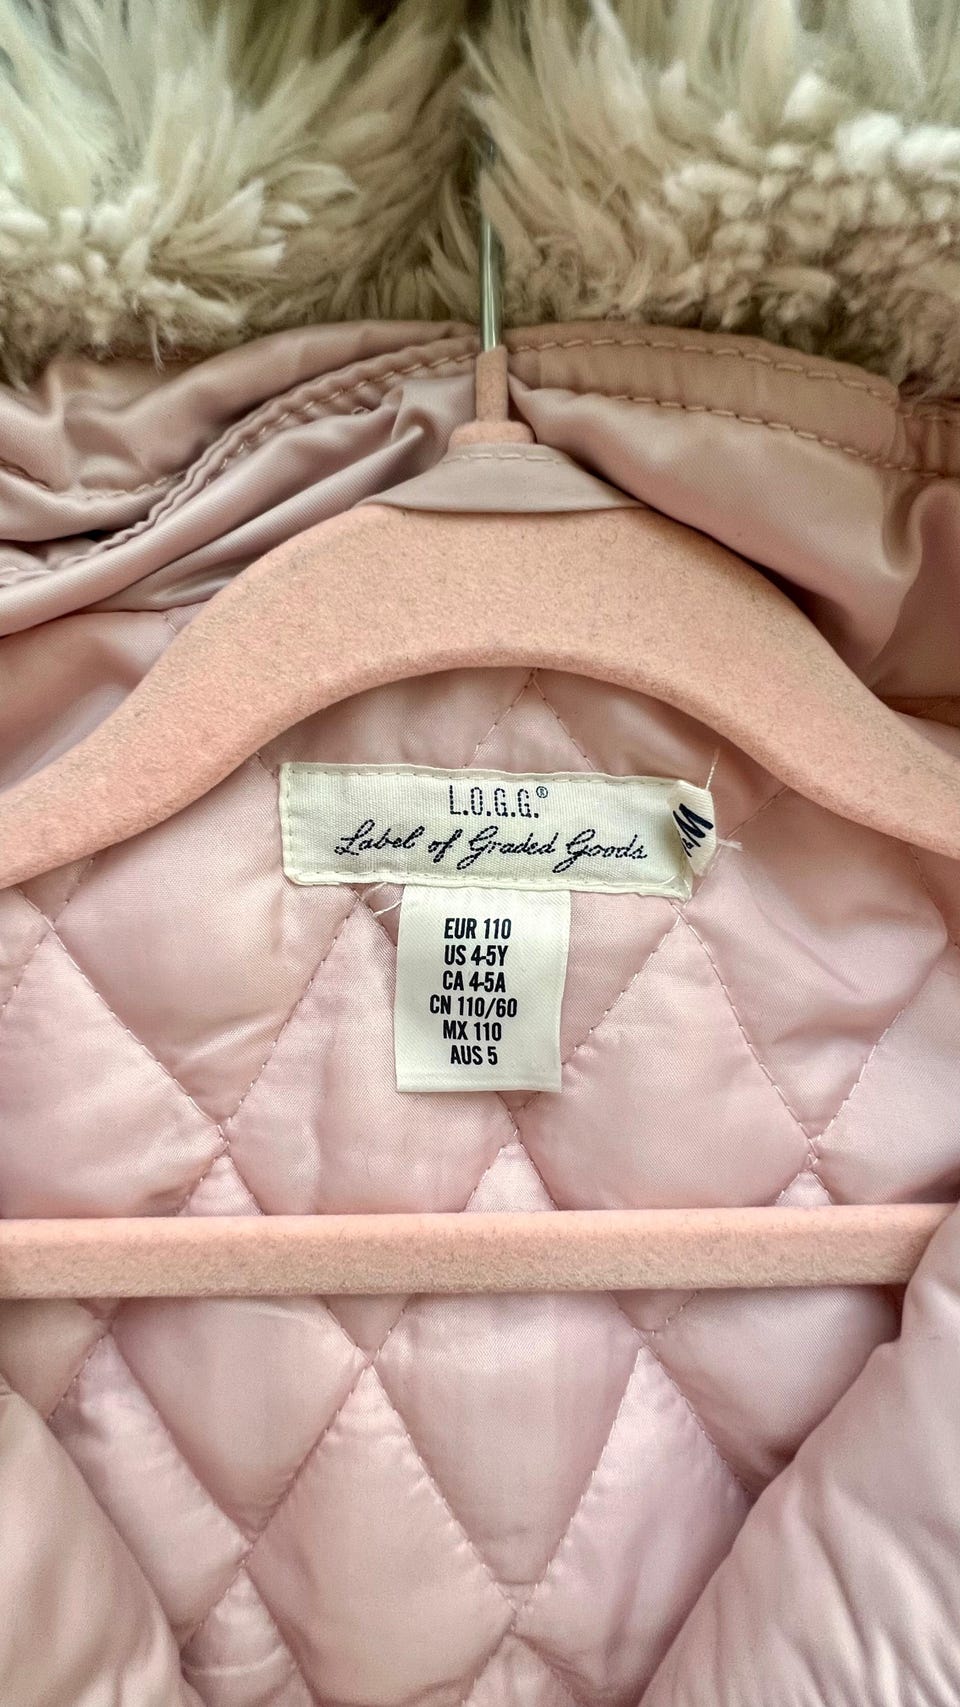 L.O.G.G.®
Label of Graded Goods
EUR 110
US 4-5Y
CA 4-5A
CN 110/60
MX 110
AUS 5